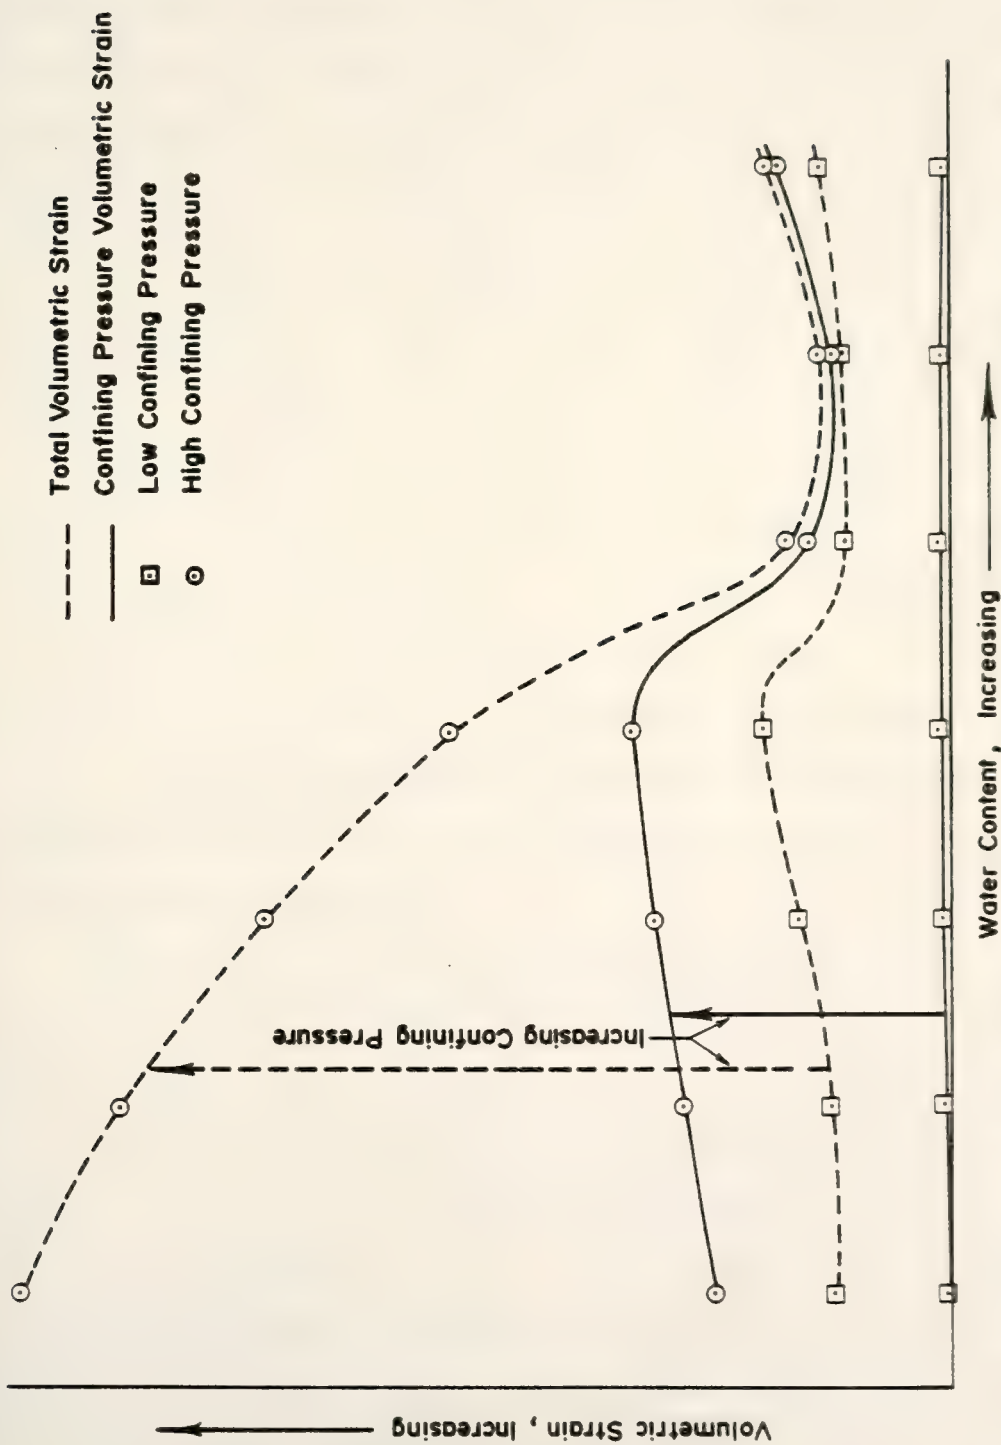 Total Volumetric Strain
Confining Pressure Volumetric Strain
Low Confining Pressure
High Confining Pressure
Increasing Confining Pressure
Volumetric Strain , Increasing
Water Content, Increasing